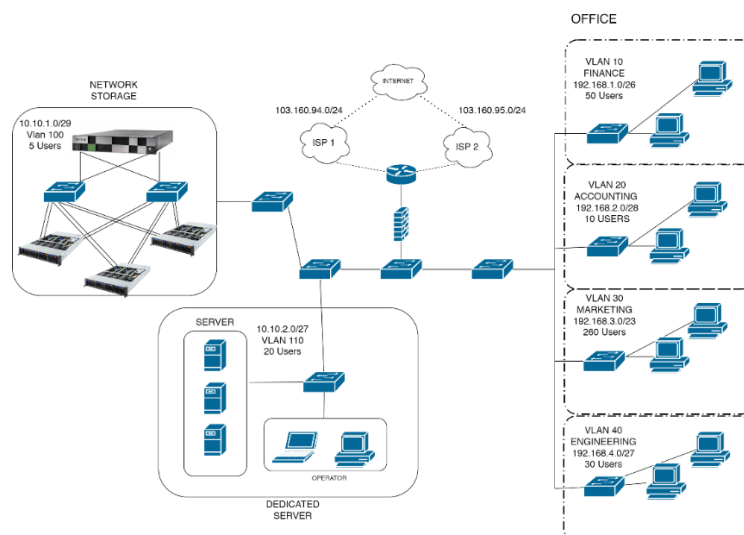 OFFICE
NETWORK
STORAGE
10.10.1.0/29
Vlan 100
5 Users
INTERNET
103.160.94.0/24
103.160.95.0/24
ISP 1
ISP 2
VLAN 10
FINANCE
192.168.1.0/26
50 Users
VLAN 20
ACCOUNTING
192.168.2.0/28
10 USERS
VLAN 30
MARKETING
192.168.3.0/23
260 Users
VLAN 40
ENGINEERING
192.168.4.0/27
30 Users
SERVER
10.10.2.0/27
VLAN 110
20 Users
OPERATOR
DEDICATED
SERVER